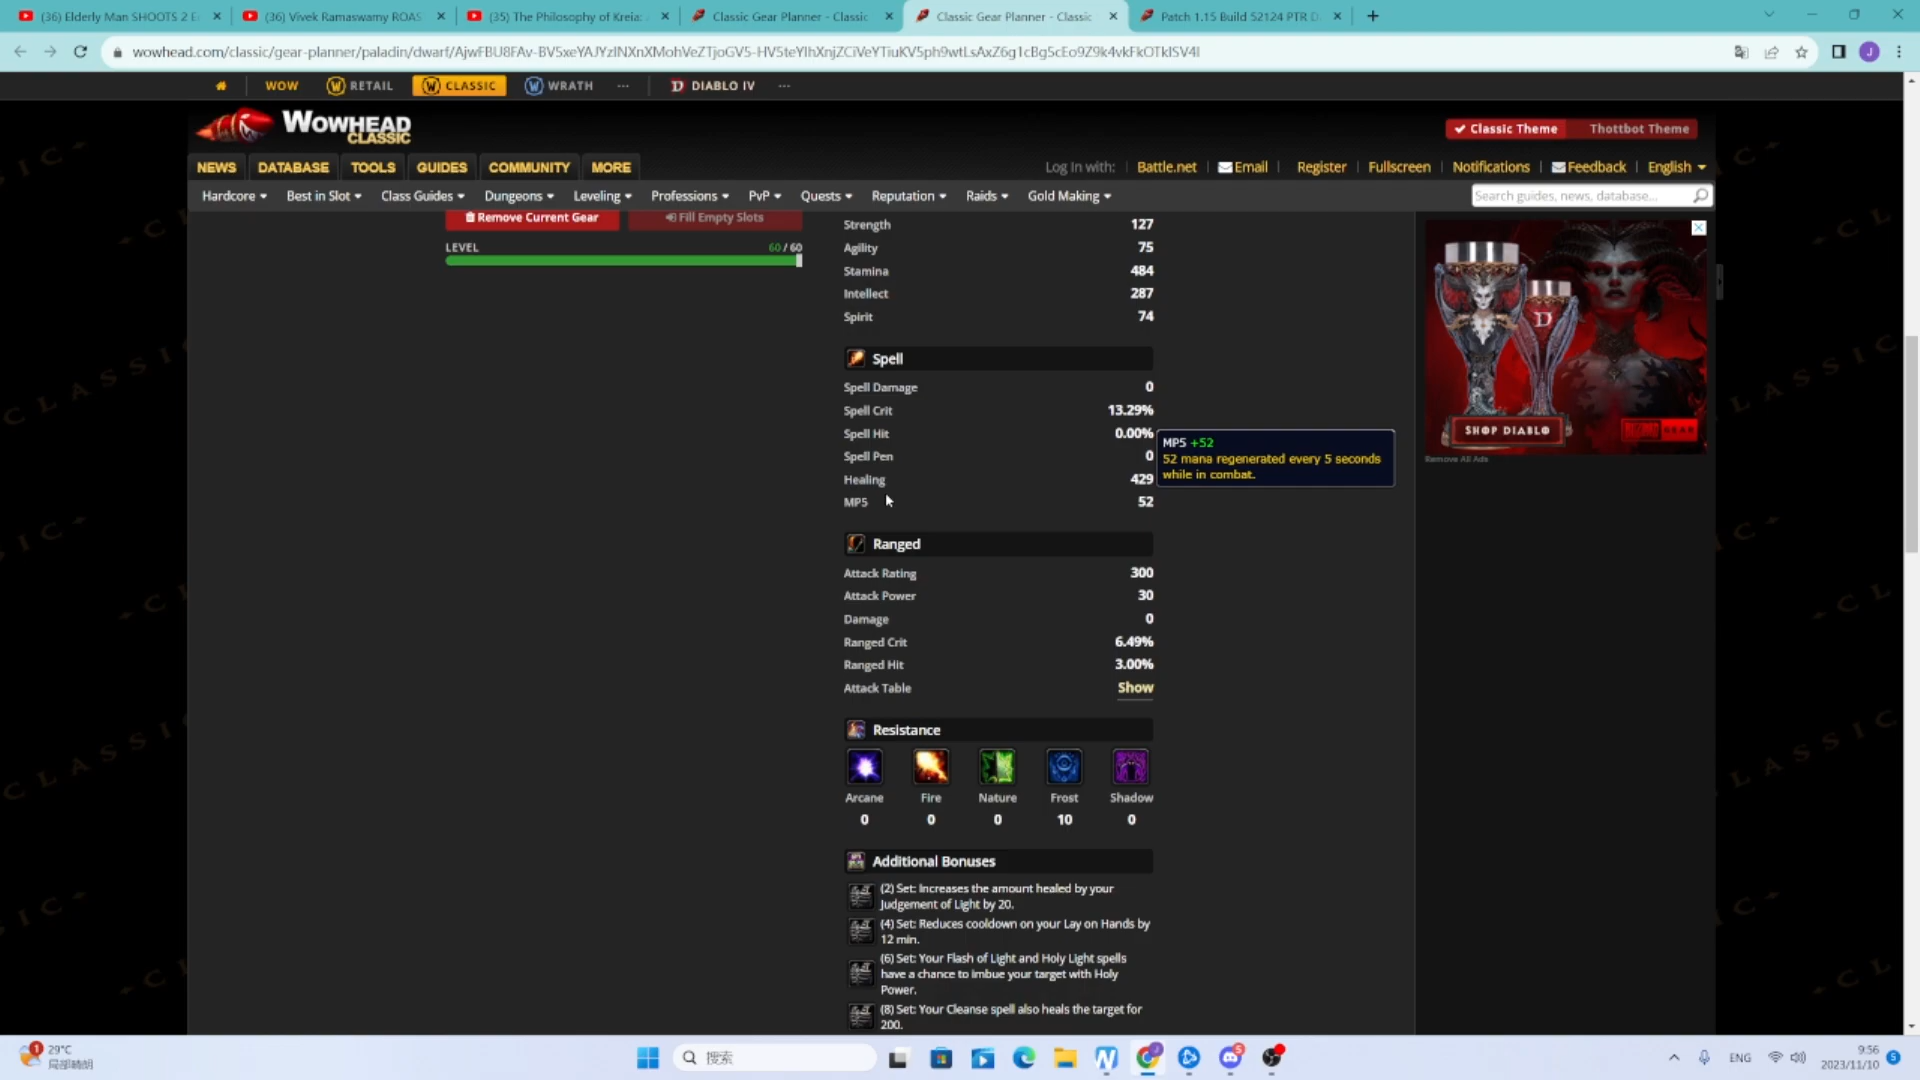 (36) Elderly Man SHOOTS 2 E
(36) Vivek Ramaswamy ROAS
(35) The Philosophy of Kreia:
Classic Gear Planner - Classic
Classic Gear Planner - Classic
Patch 1.15 Build 52124 PTR D
wowhead.com/classic/gear-planner/paladin/dwarf/
WOW
RETAIL
CLASSIC
WRATH
DIABLO IV
WOWHEAD
CLASSIC
Classic Theme
Thottbot Theme
NEWS
DATABASE
TOOLS
GUIDES
COMMUNITY
MORE
Log In with:
Battle.net
Email
Register
Fullscreen
Notifications
Feedback
English
Hardcore
Best in Slot
Class Guides
Dungeons
Leveling
Professions
PvP
Quests
Reputation
Raids
Gold Making
Search guides, news, database...
Remove Current Gear
Fill Empty Slots
LEVEL 60 / 60
Strength 127
Agility 75
Stamina 484
Intellect 287
Spirit 74
Spell
Spell Damage 0
Spell Crit 13.29%
Spell Hit 0.00%
Spell Pen 0
Healing 429
MP5 52
MP5 +52
52 mana regenerated every 5 seconds
while in combat.
Ranged
Attack Rating 300
Attack Power 30
Damage 0
Ranged Crit 6.49%
Ranged Hit 3.00%
Attack Table Show
Resistance
Arcane Fire Nature Frost Shadow
0 0 0 10 0
Additional Bonuses
(2) Set: Increases the amount healed by your
Judgement of Light by 20.
(4) Set: Reduces cooldown on your Lay on Hands by
12 min.
(6) Set: Your Flash of Light and Holy Light spells
have a chance to imbue your target with Holy
Power.
(8) Set: Your Cleanse spell also heals the target for
200.
SHOP DIABLO
GEAR
Remove All Ads
CLASSIC
29°C
局部晴朗
搜索
ENG
9:56
2023/11/10